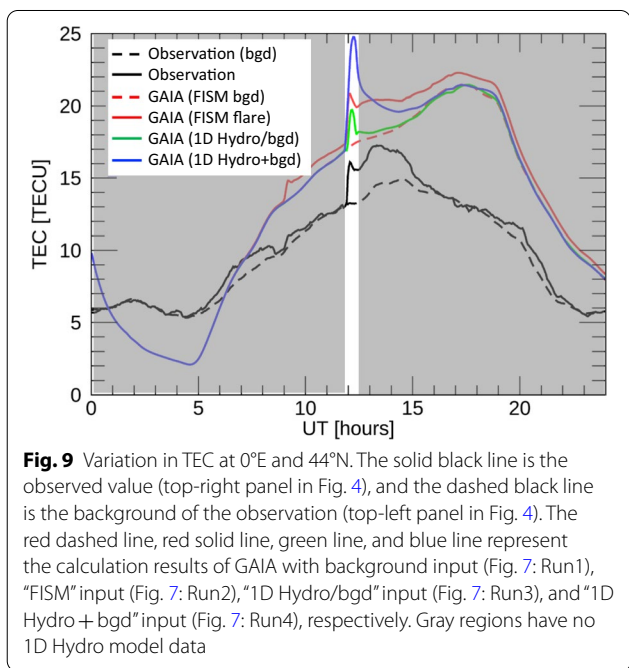 25
20
15
10
5
0
TEC [TECU]
Observation (bgd)
Observation
GAIA (FISM bgd)
GAIA (FISM flare)
GAIA (1D Hydro/bgd)
GAIA (1D Hydro+bgd)
0 5 10 15 20
UT [hours]
Fig. 9 Variation in TEC at 0°E and 44°N. The solid black line is the
observed value (top-right panel in Fig. 4), and the dashed black line
is the background of the observation (top-left panel in Fig. 4). The
red dashed line, red solid line, green line, and blue line represent
the calculation results of GAIA with background input (Fig. 7: Run1),
“FISM” input (Fig. 7: Run2), “1D Hydro/bgd” input (Fig. 7: Run3), and “1D
Hydro + bgd” input (Fig. 7: Run4), respectively. Gray regions have no
1D Hydro model data